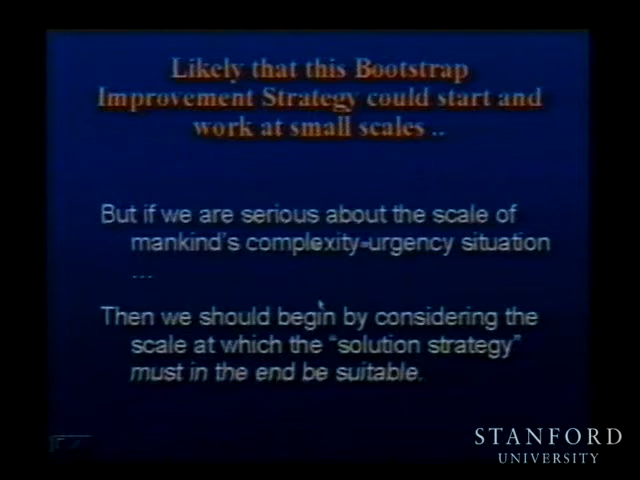 Likely that this Bootstrap
Improvement Strategy could start and
work at small scales ..
But if we are serious about the scale of
mankind's complexity-urgency situation
...
Then we should begin by considering the
scale at which the "solution strategy"
must in the end be suitable.
STANFORD
UNIVERSITY